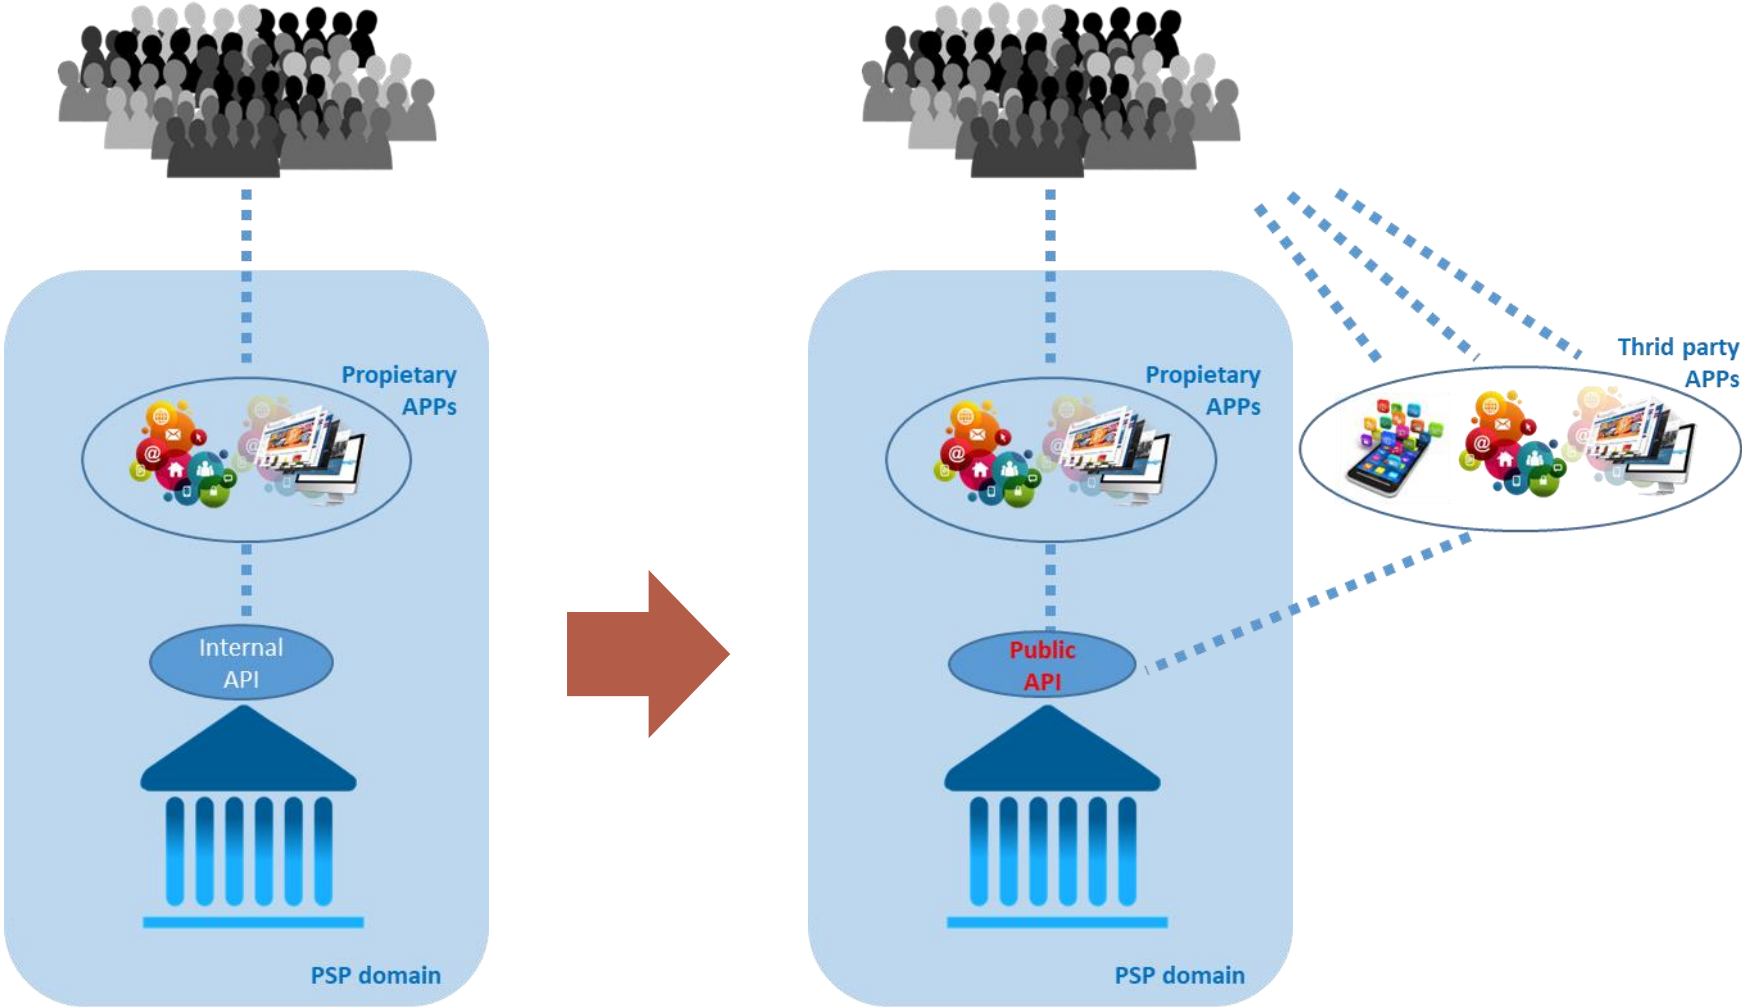 Propietary
APPs
Internal
API
PSP domain
Propietary
APPs
Thrid party
APPs
Public
API
PSP domain